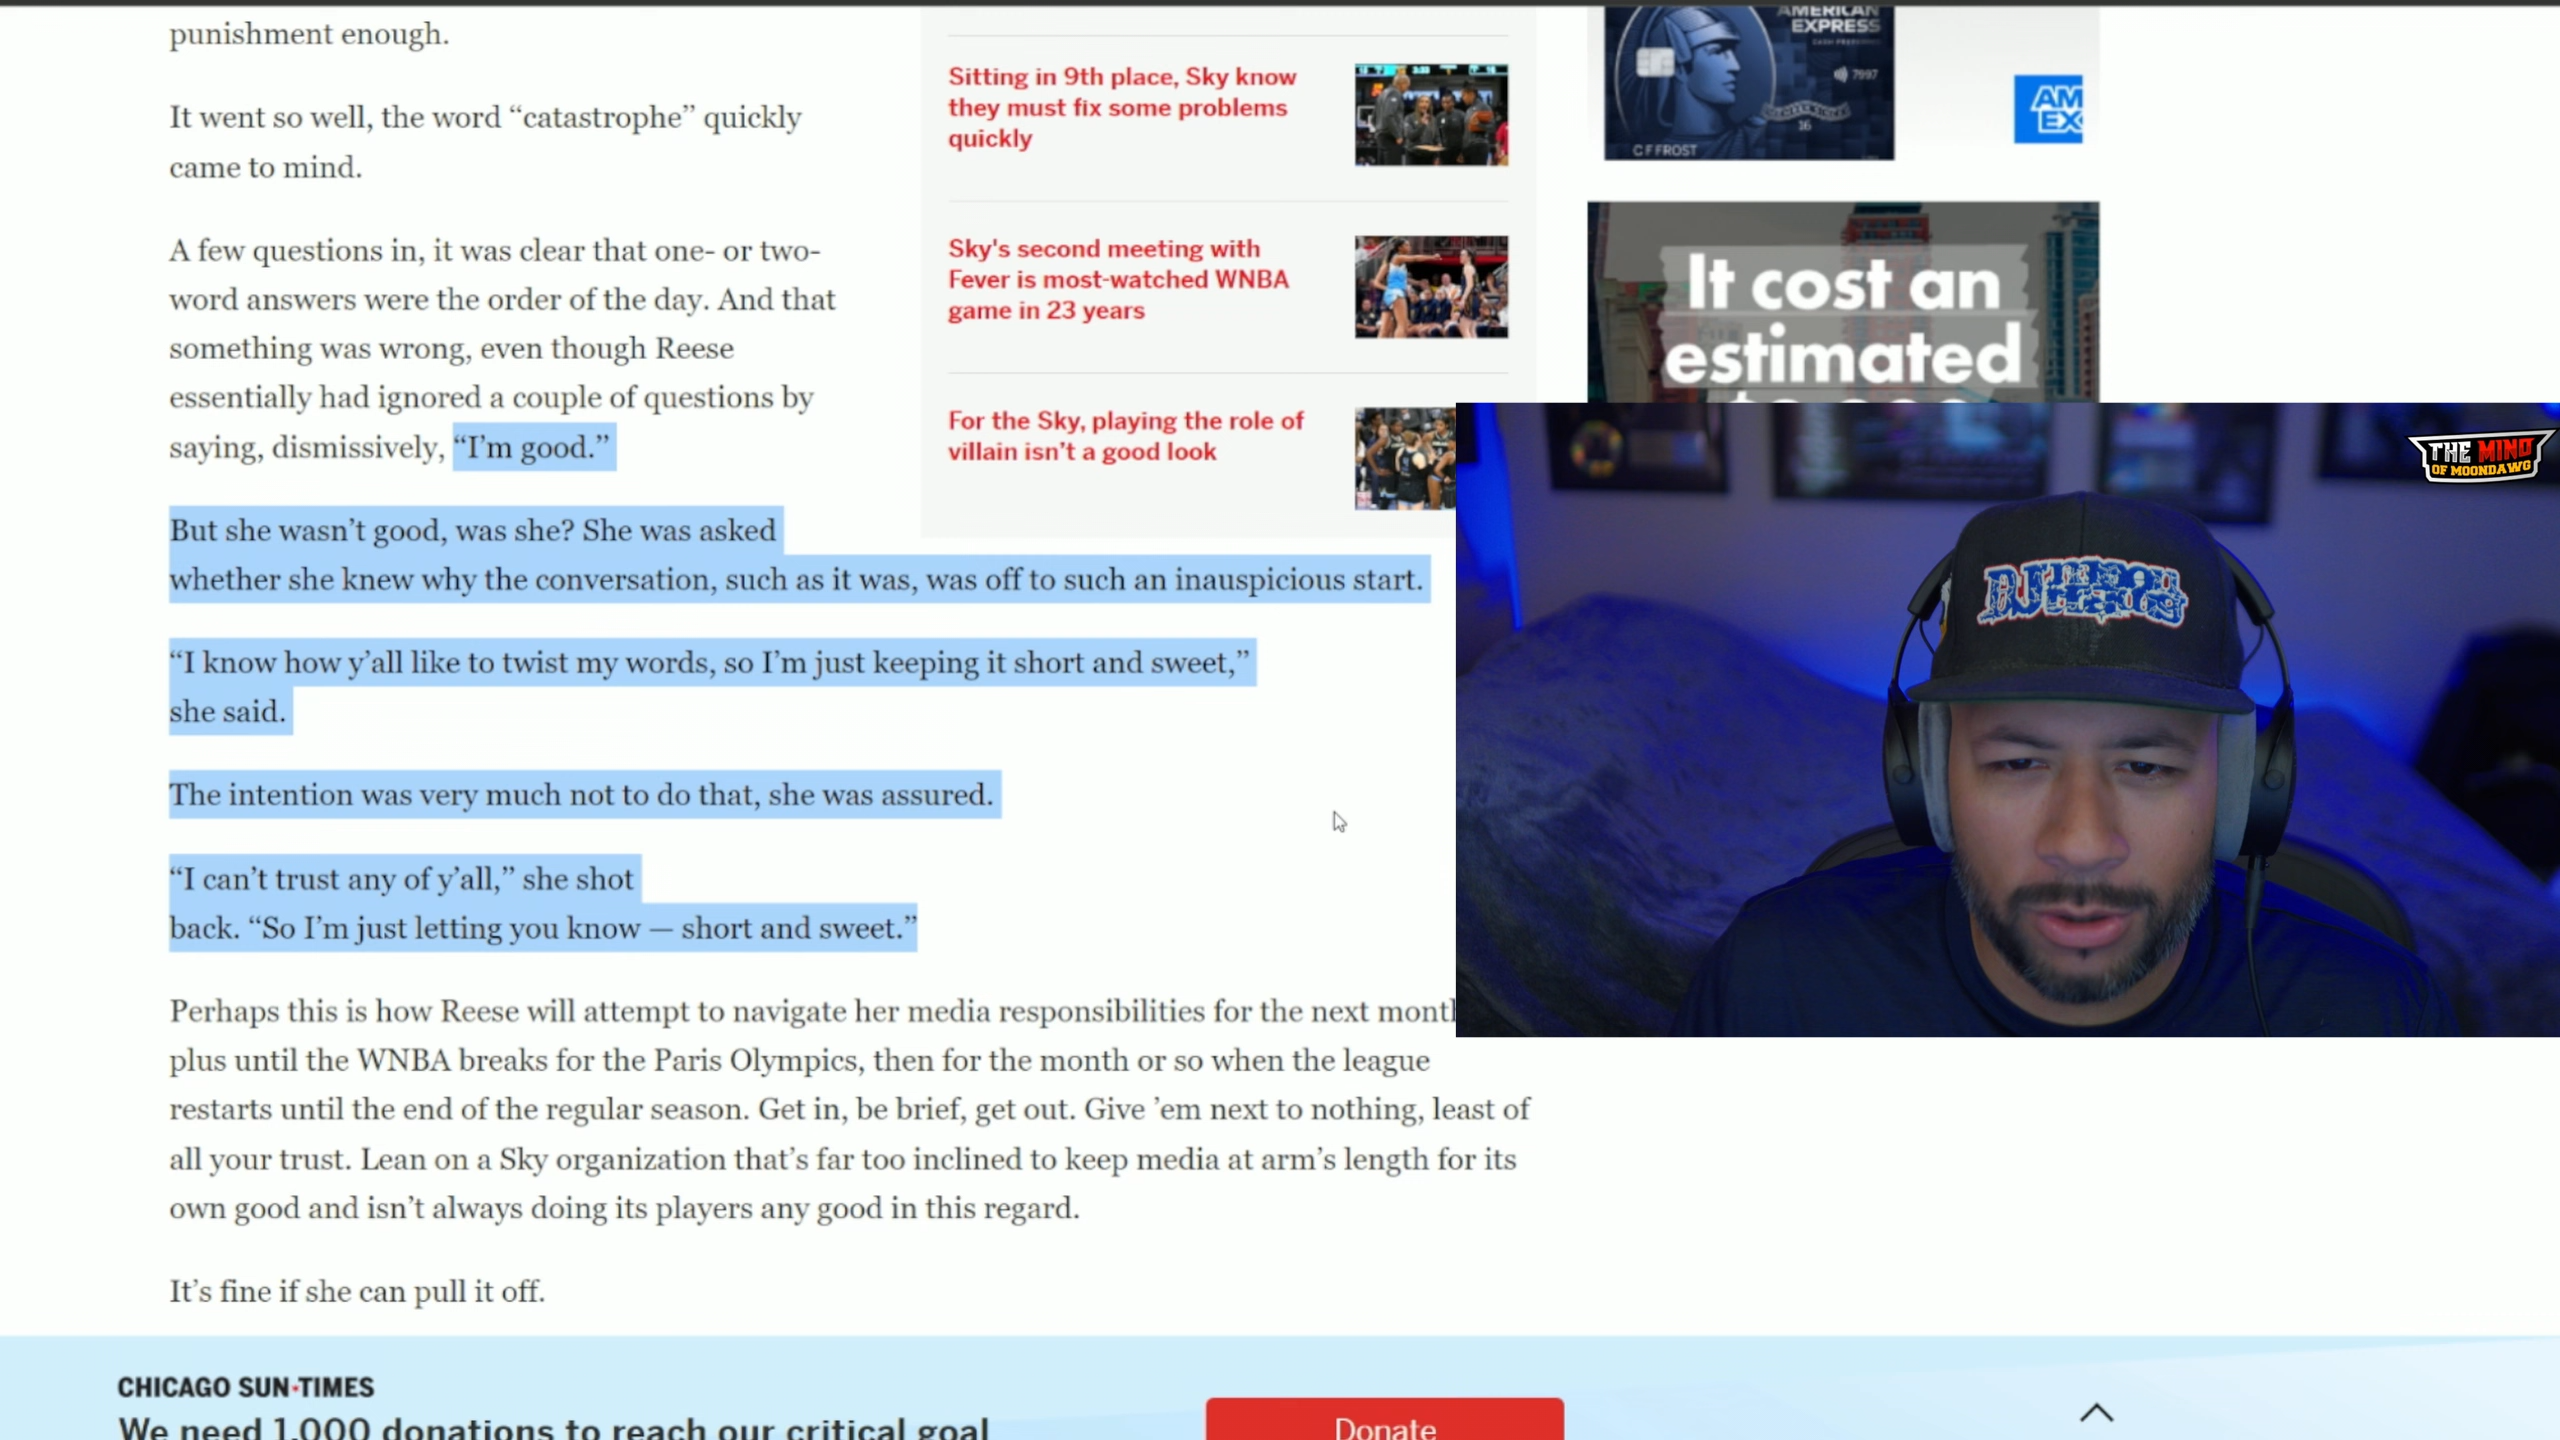 punishment enough.
It went so well, the word “catastrophe” quickly
came to mind.
A few questions in, it was clear that one- or two-
word answers were the order of the day. And that
something was wrong, even though Reese
essentially had ignored a couple of questions by
saying, dismissively, “I’m good.”
But she wasn’t good, was she? She was asked
whether she knew why the conversation, such as it was, was off to such an inauspicious start.
“I know how y’all like to twist my words, so I’m just keeping it short and sweet,”
she said.
The intention was very much not to do that, she was assured.
“I can’t trust any of y’all,” she shot
back. “So I’m just letting you know — short and sweet.”
Perhaps this is how Reese will attempt to navigate her media responsibilities for the next month
plus until the WNBA breaks for the Paris Olympics, then for the month or so when the league
restarts until the end of the regular season. Get in, be brief, get out. Give ’em next to nothing, least of
all your trust. Lean on a Sky organization that’s far too inclined to keep media at arm’s length for its
own good and isn’t always doing its players any good in this regard.
It’s fine if she can pull it off.
Sitting in 9th place, Sky know
they must fix some problems
quickly
Sky's second meeting with
Fever is most-watched WNBA
game in 23 years
For the Sky, playing the role of
villain isn’t a good look
AMERICAN
EXPRESS
7997
16
C F FROST
AM
EX
It cost an
estimated
THE MIND
OF MOONDAWG
CHICAGO SUN·TIMES
We need 1,000 donations to reach our critical goal
Donate